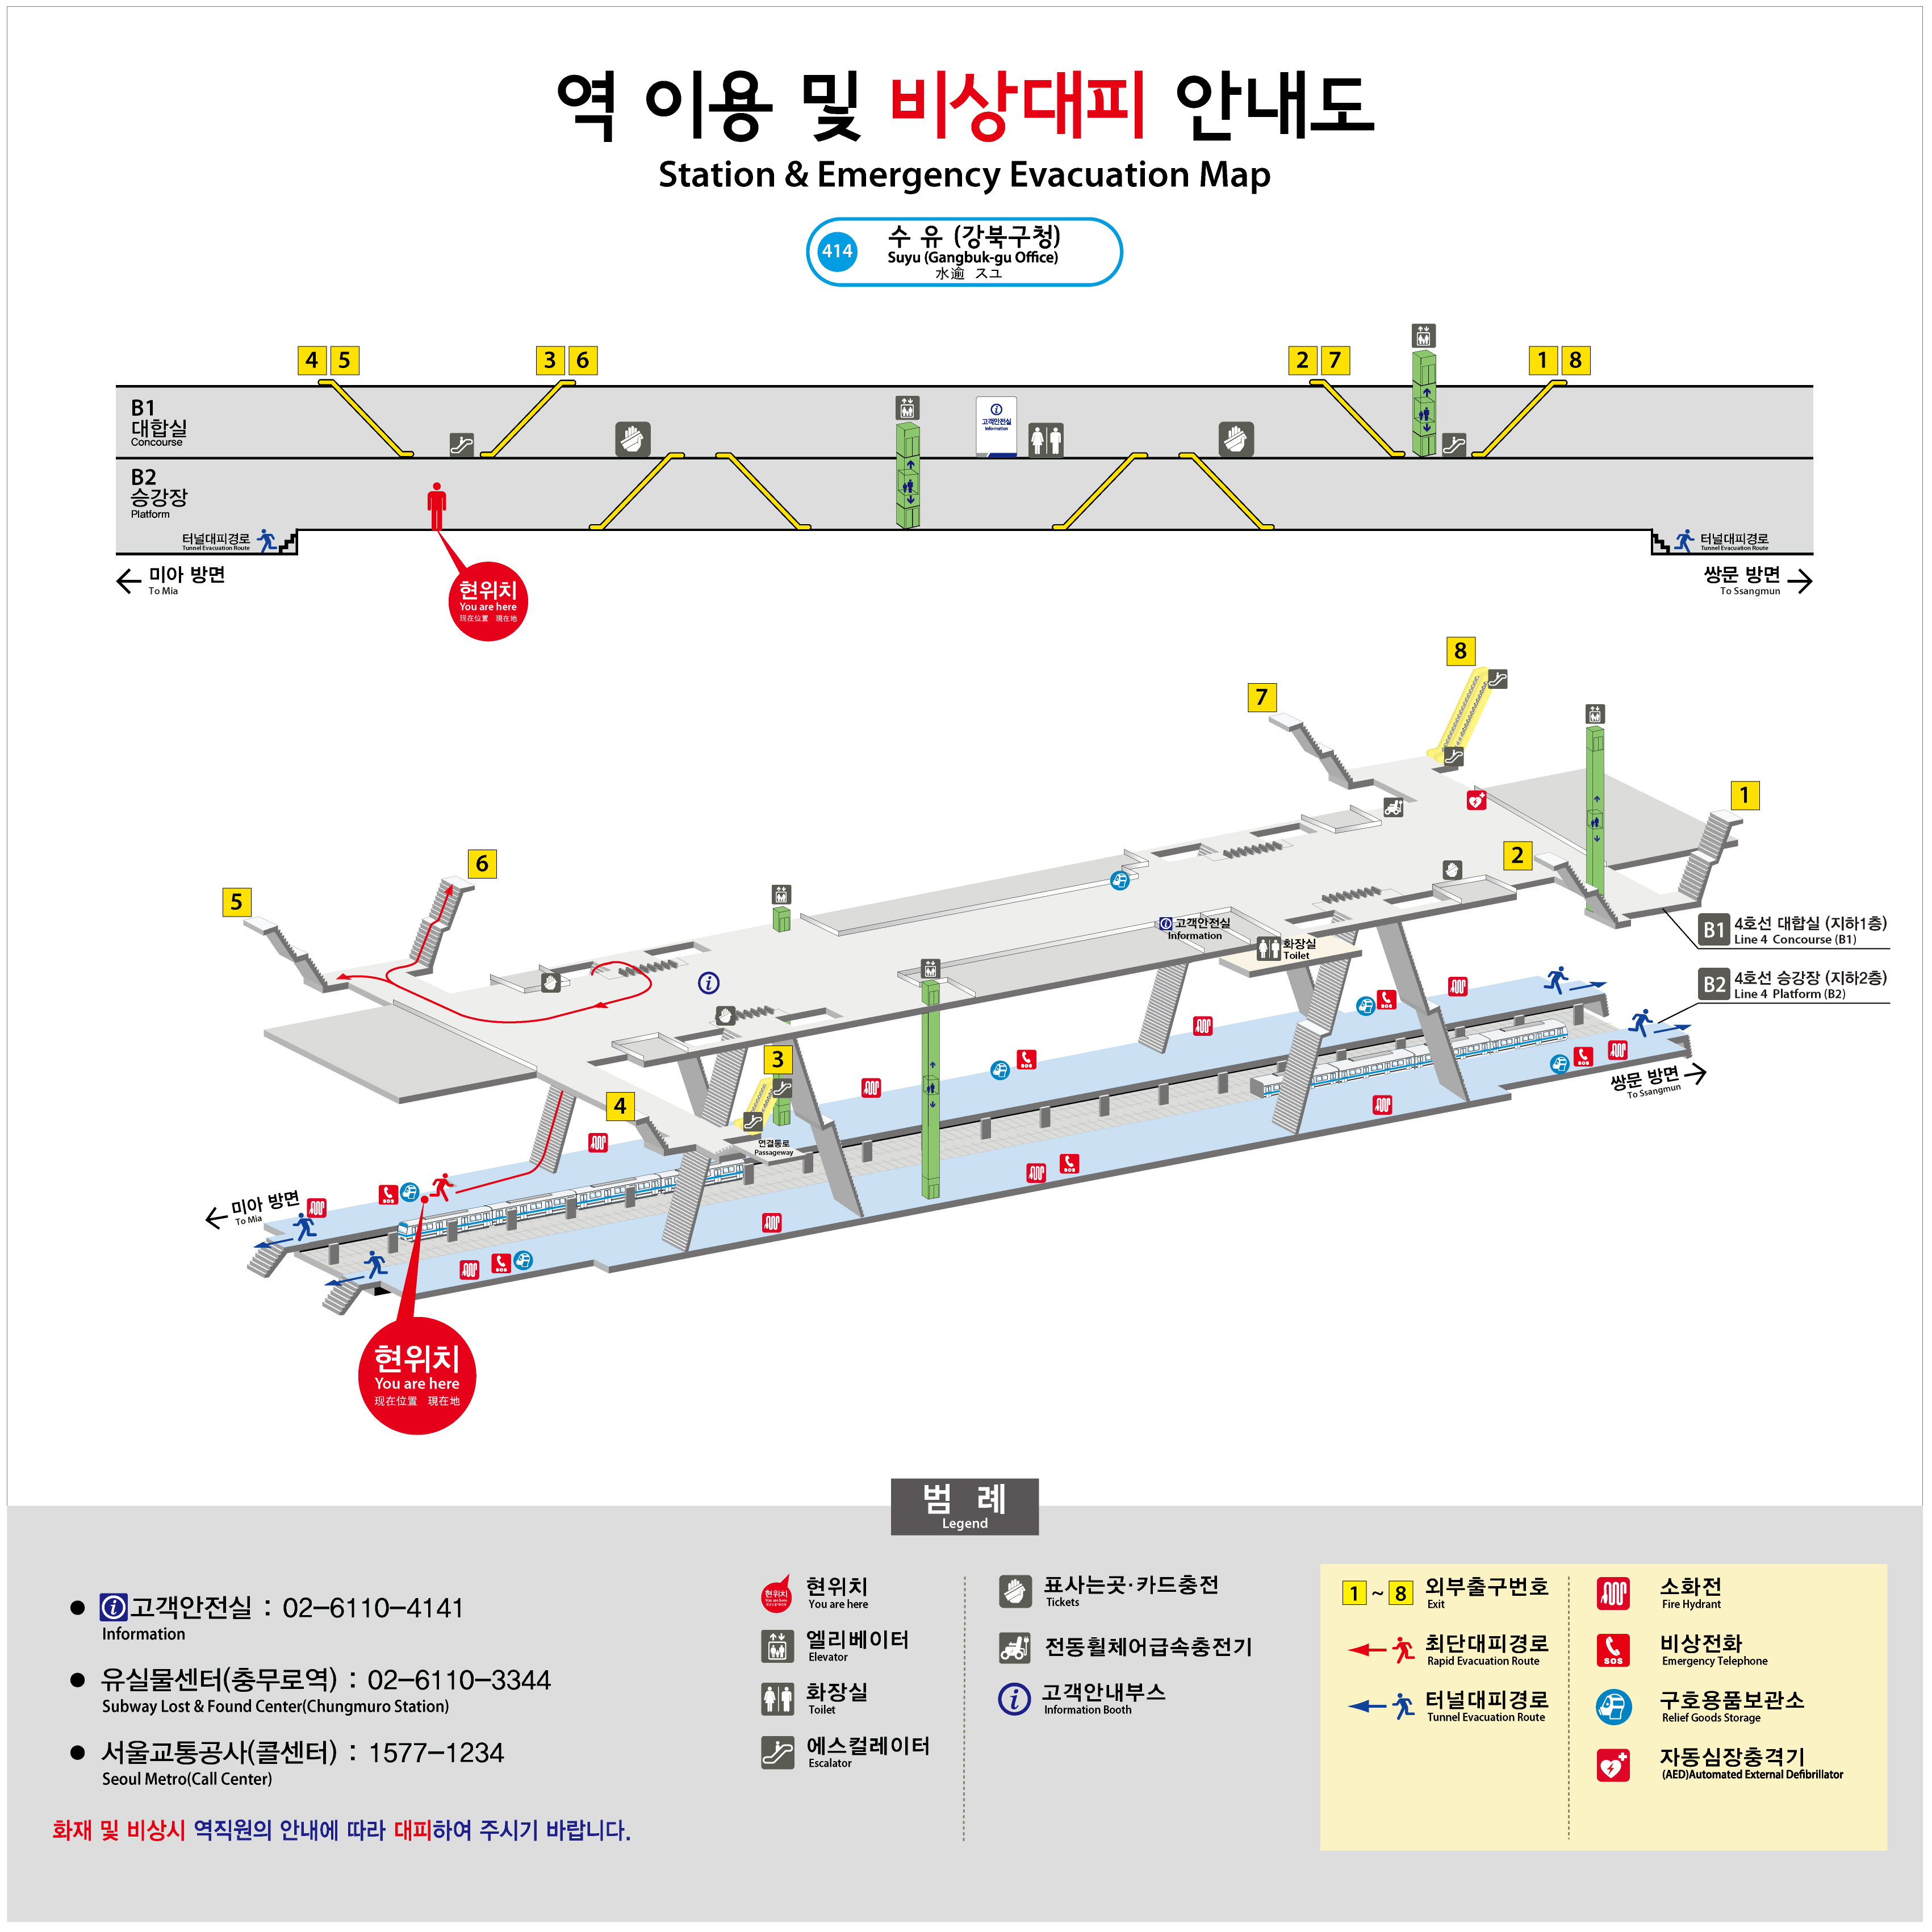 역 이용 및 비상대피 안내도
Station & Emergency Evacuation Map
414
수 유 (강북구청)
Suyu (Gangbuk-gu Office)
水逾 スユ
4 5
3 6
2 7
1 8
B1
대합실
Concourse
고객안전실
Information
B2
승강장
Platform
터널대피경로
Tunnel Evacuation Route
터널대피경로
Tunnel Evacuation Route
미아 방면
To Mia
쌍문 방면
To Ssangmun
현위치
You are here
现在位置 現在地
8
7
1
2
6
5
고객안전실
Information
화장실
Toilet
B1 4호선 대합실 (지하1층)
Line 4 Concourse (B1)
B2 4호선 승강장 (지하2층)
Line 4 Platform (B2)
SOS
SOS
SOS
쌍문 방면
To Ssangmun
3
4
연결통로
Passageway
SOS
SOS
미아 방면
To Mia
SOS
현위치
You are here
现在位置 現在地
범 례
Legend
고객안전실 : 02-6110-4141
Information
유실물센터(충무로역) : 02-6110-3344
Subway Lost & Found Center(Chungmuro Station)
서울교통공사(콜센터) : 1577-1234
Seoul Metro(Call Center)
화재 및 비상시 역직원의 안내에 따라 대피하여 주시기 바랍니다.
현위치
You are here
현위치
You are here
엘리베이터
Elevator
화장실
Toilet
에스컬레이터
Escalator
표사는곳·카드충전
Tickets
전동휠체어급속충전기
고객안내부스
Information Booth
1 ~ 8 외부출구번호
Exit
최단대피경로
Rapid Evacuation Route
터널대피경로
Tunnel Evacuation Route
소화전
Fire Hydrant
SOS
비상전화
Emergency Telephone
구호용품보관소
Relief Goods Storage
자동심장충격기
(AED)Automated External Defibrillator